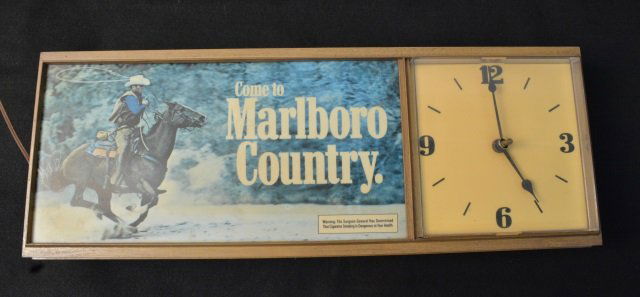 Come to
Marlboro
Country.
Warning: The Surgeon General Has Determined
That Cigarette Smoking Is Dangerous to Your Health.
12
9
3
6